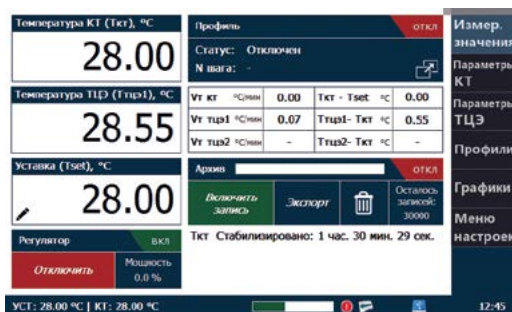 Температура КТ (Ткт), °C
28.00
Температура ТЦЭ (Ттцэ1), °C
28.55
Уставка (Tset), °C
28.00
Регулятор ВКЛ
Отключить
Мощность
0.0 %
Профиль ОТКЛ
Статус: Отключен
N шага: -
Vт кт °C/мин 0.00 Ткт - Tset °C 0.00
Vт тцэ1 °C/мин 0.07 Ттцэ1- Ткт °C 0.55
Vт тцэ2 °C/мин - Ттцэ2- Ткт °C -
Архив ОТКЛ
Включить
запись
Экспорт
Осталось
записей:
30000
Ткт Стабилизировано: 1 час. 30 мин. 29 сек.
Измер.
значения
Параметры
КТ
Параметры
ТЦЭ
Профили
Графики
Меню
настроек
УСТ: 28.00 °C | КТ: 28.00 °C 12:45